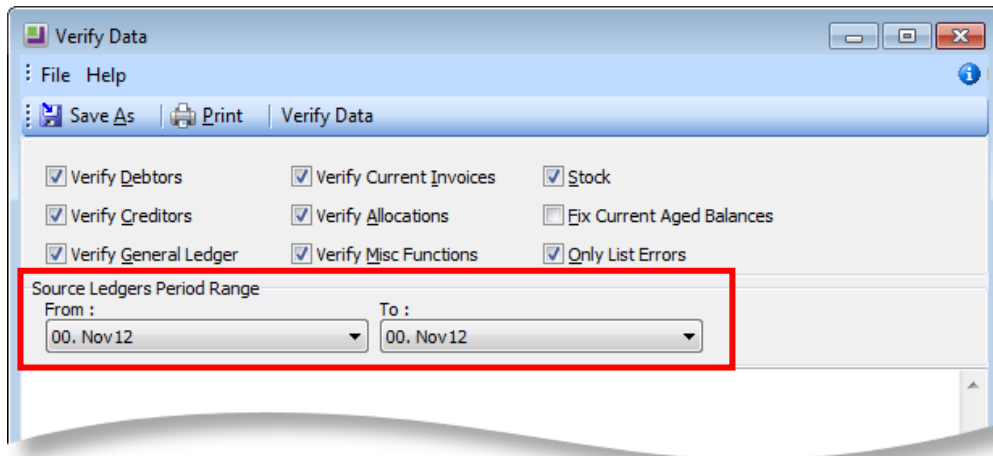 Verify Data
File Help
Save As Print Verify Data
Verify Debtors Verify Current Invoices Stock
Verify Creditors Verify Allocations Fix Current Aged Balances
Verify General Ledger Verify Misc Functions Only List Errors
Source Ledgers Period Range
From : To :
00. Nov12 00. Nov12